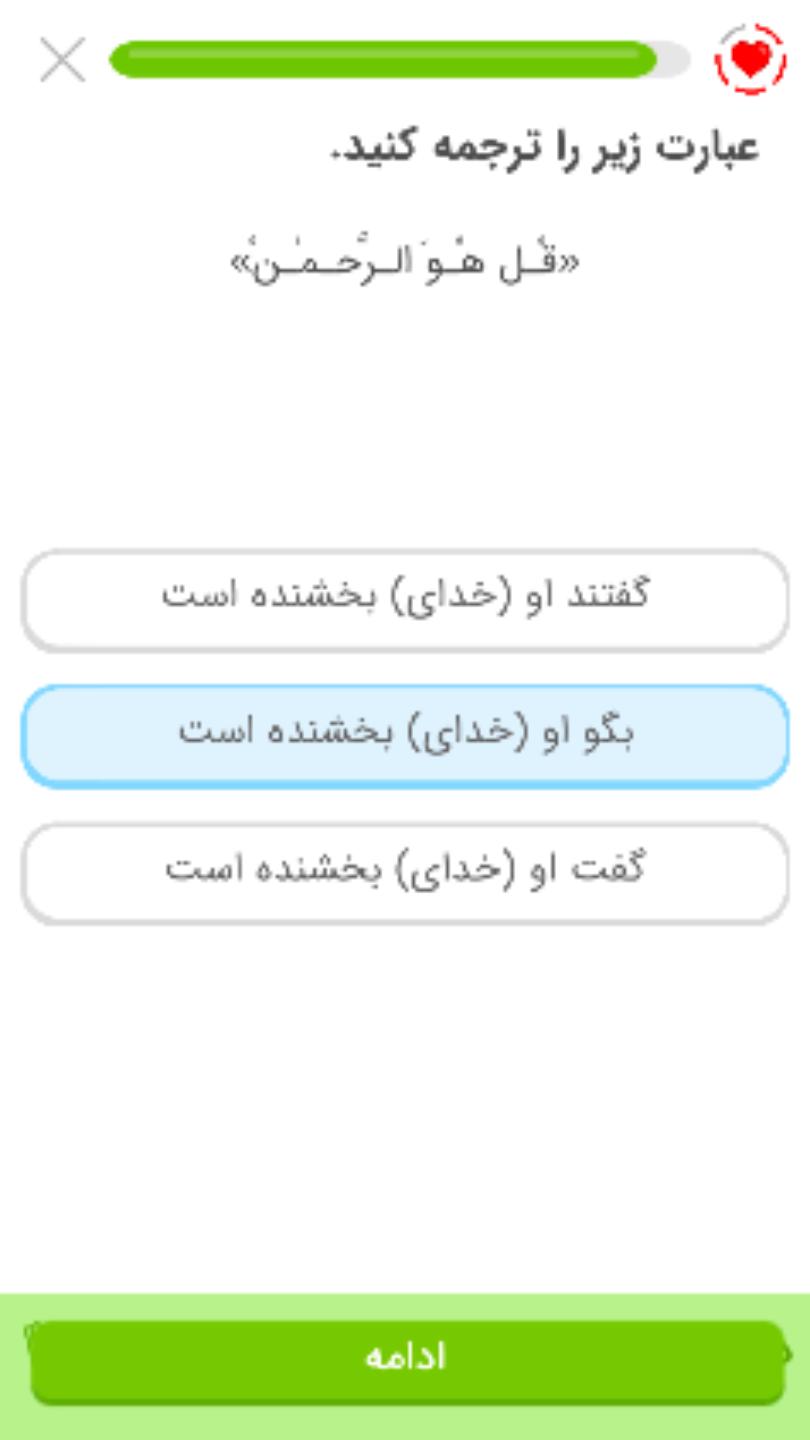 عبارت زیر را ترجمه کنید.
«قُل هُوَ الرَّحمٰنُ»
گفتند او (خدای) بخشنده است
بگو او (خدای) بخشنده است
گفت او (خدای) بخشنده است
ادامه